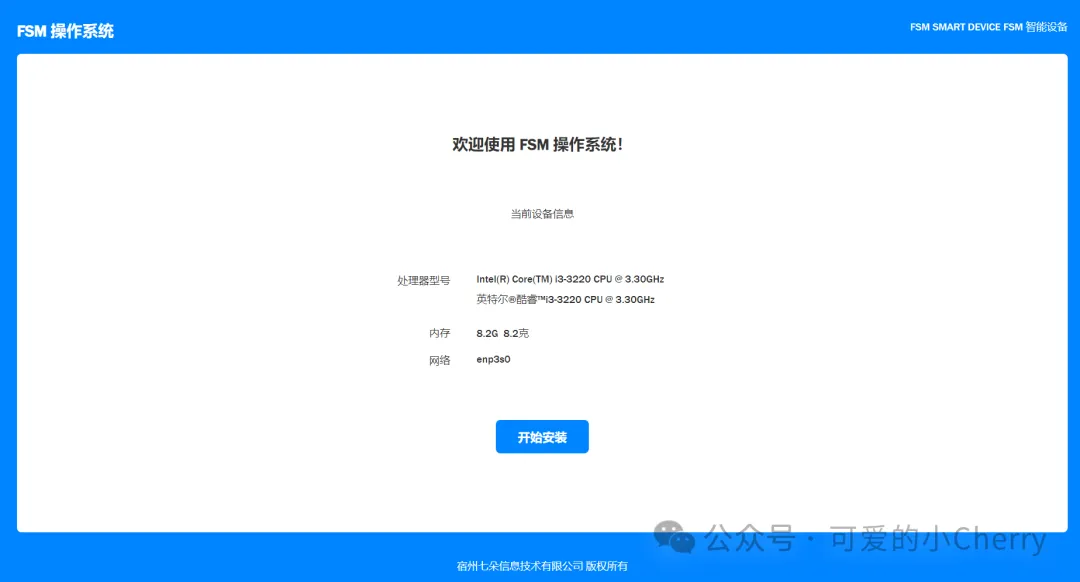 FSM 操作系统
FSM SMART DEVICE FSM 智能设备
欢迎使用 FSM 操作系统!
当前设备信息
处理器型号 Intel(R) Core(TM) i3-3220 CPU @ 3.30GHz
英特尔®酷睿™i3-3220 CPU @ 3.30GHz
内存 8.2G 8.2克
网络 enp3s0
开始安装
公众号 · 可爱的小Cherry
宿州七朵信息技术有限公司 版权所有